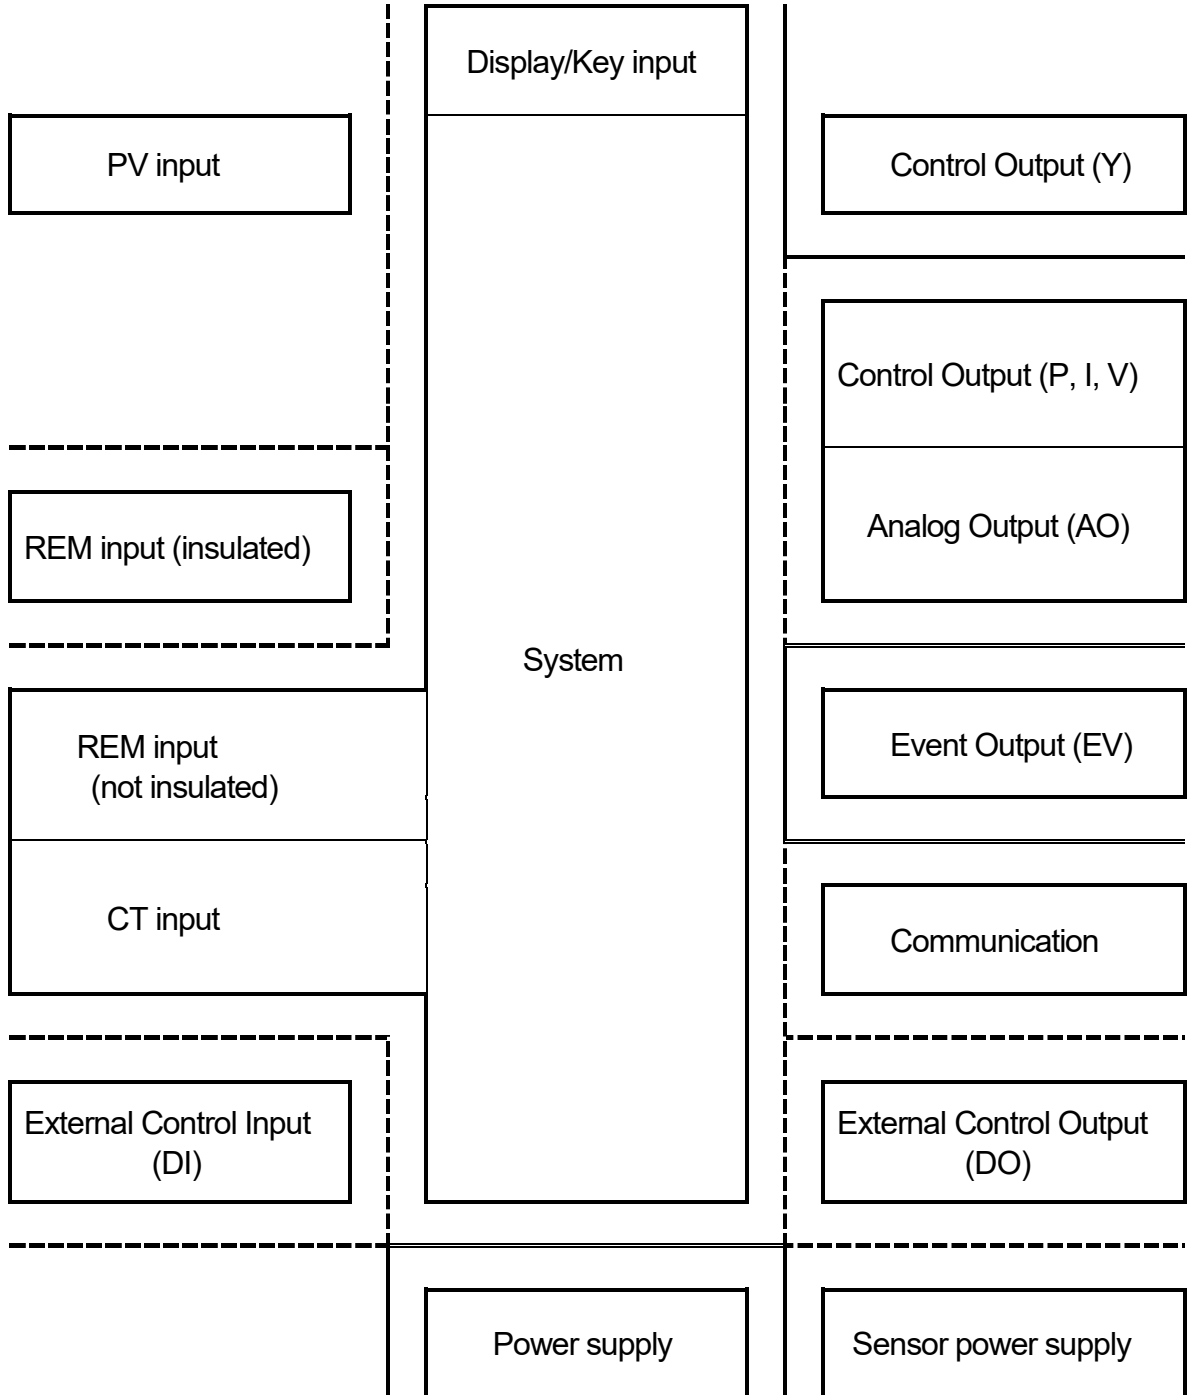 Display/Key input
PV input
Control Output (Y)
Control Output (P, I, V)
Analog Output (AO)
REM input (insulated)
System
REM input
(not insulated)
Event Output (EV)
CT input
Communication
External Control Input
(DI)
External Control Output
(DO)
Power supply
Sensor power supply